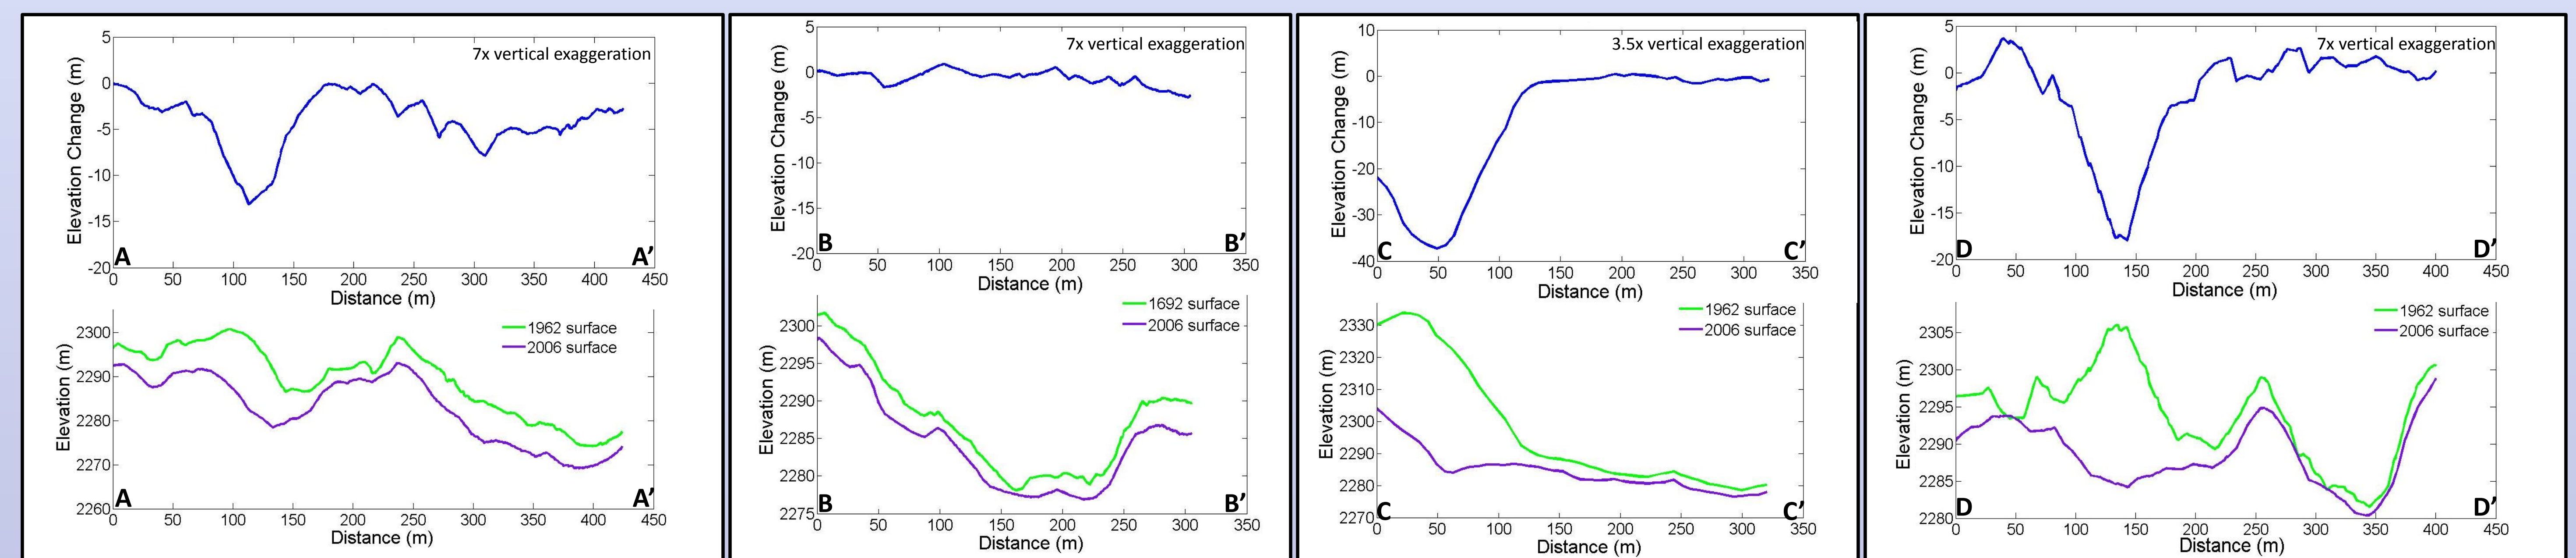 5
0
-5
-10
-15
-20
Elevation Change (m)
7x vertical exaggeration
A
A'
0 50 100 150 200 250 300 350 400 450
Distance (m)
1962 surface
2006 surface
2300
2290
2280
2270
2260
Elevation (m)
A
A'
0 50 100 150 200 250 300 350 400 450
Distance (m)
5
0
-5
-10
-15
-20
Elevation Change (m)
7x vertical exaggeration
B
B'
0 50 100 150 200 250 300 350
Distance (m)
1692 surface
2006 surface
2300
2295
2290
2285
2280
2275
Elevation (m)
B
B'
0 50 100 150 200 250 300 350
Distance (m)
10
0
-10
-20
-30
-40
Elevation Change (m)
3.5x vertical exaggeration
C
C'
0 50 100 150 200 250 300 350
Distance (m)
1962 surface
2006 surface
2330
2320
2310
2300
2290
2280
2270
Elevation (m)
C
C'
0 50 100 150 200 250 300 350
Distance (m)
5
0
-5
-10
-15
-20
Elevation Change (m)
7x vertical exaggeration
D
D'
0 50 100 150 200 250 300 350 400 450
Distance (m)
1962 surface
2006 surface
2305
2300
2295
2290
2285
2280
Elevation (m)
D
D'
0 50 100 150 200 250 300 350 400 450
Distance (m)